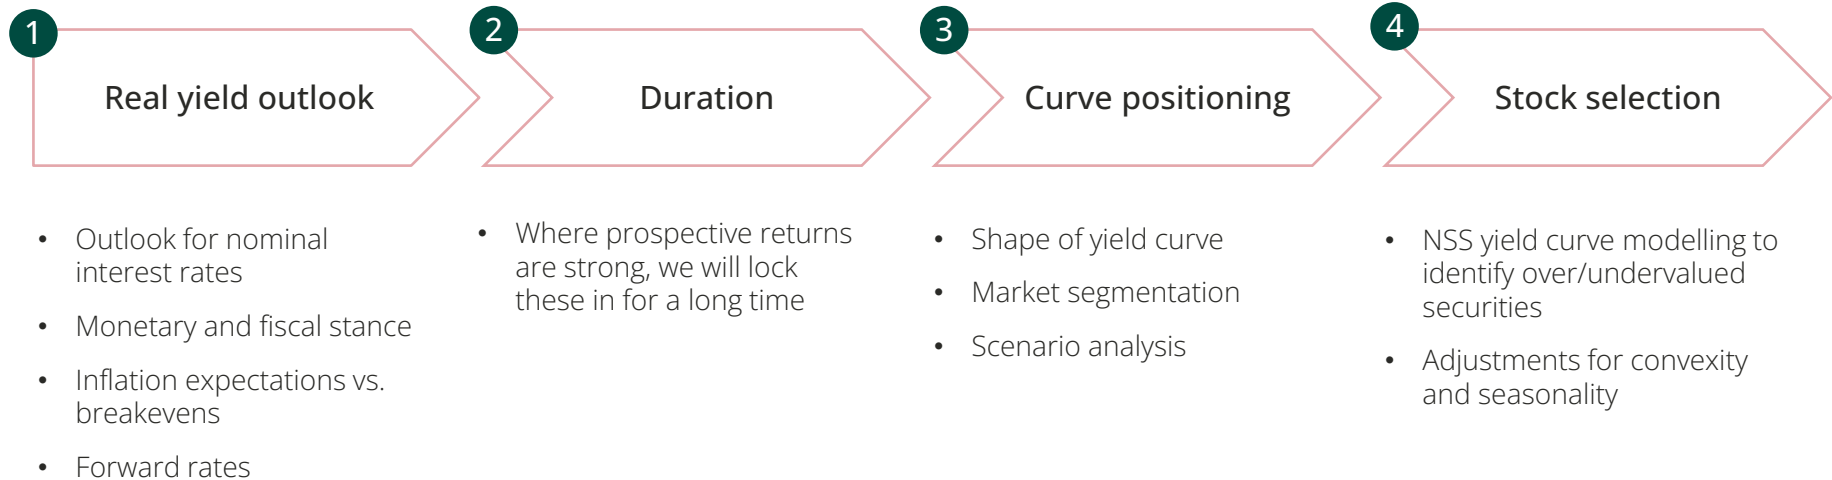 1
Real yield outlook
• Outlook for nominal
interest rates
• Monetary and fiscal stance
• Inflation expectations vs.
breakevens
• Forward rates
2
Duration
• Where prospective returns
are strong, we will lock
these in for a long time
3
Curve positioning
• Shape of yield curve
• Market segmentation
• Scenario analysis
4
Stock selection
• NSS yield curve modelling to
identify over/undervalued
securities
• Adjustments for convexity
and seasonality